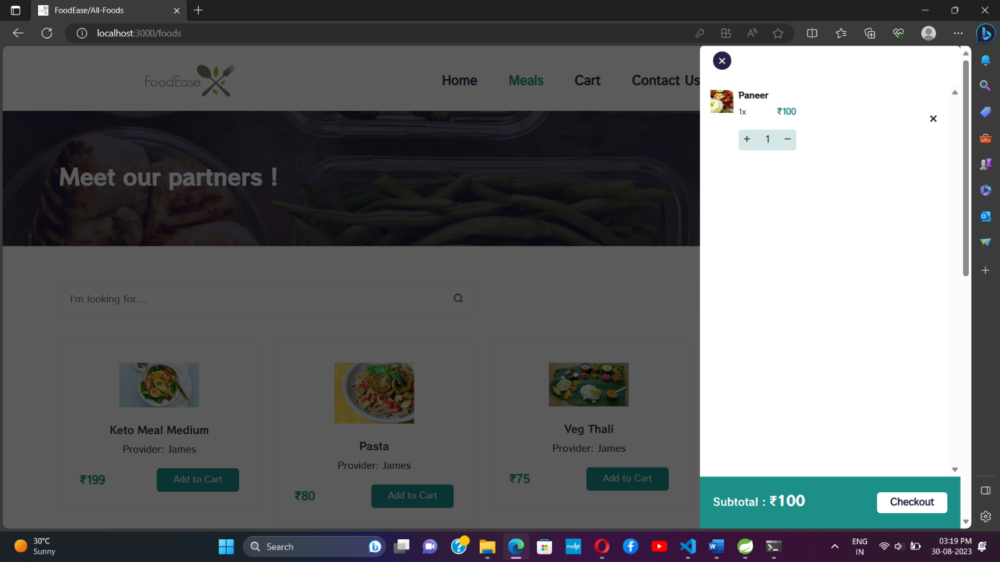 FoodEase/All-Foods
localhost:3000/foods
FoodEase
Home
Meals
Cart
Contact Us
Meet our partners !
I'm looking for....
Keto Meal Medium
Provider: James
₹199
Add to Cart
Pasta
Provider: James
₹80
Add to Cart
Veg Thali
Provider: James
₹75
Add to Cart
Paneer
1x ₹100
+ 1 −
Subtotal : ₹100
Checkout
30°C
Sunny
Search
myhp
ENG
IN
03:19 PM
30-08-2023